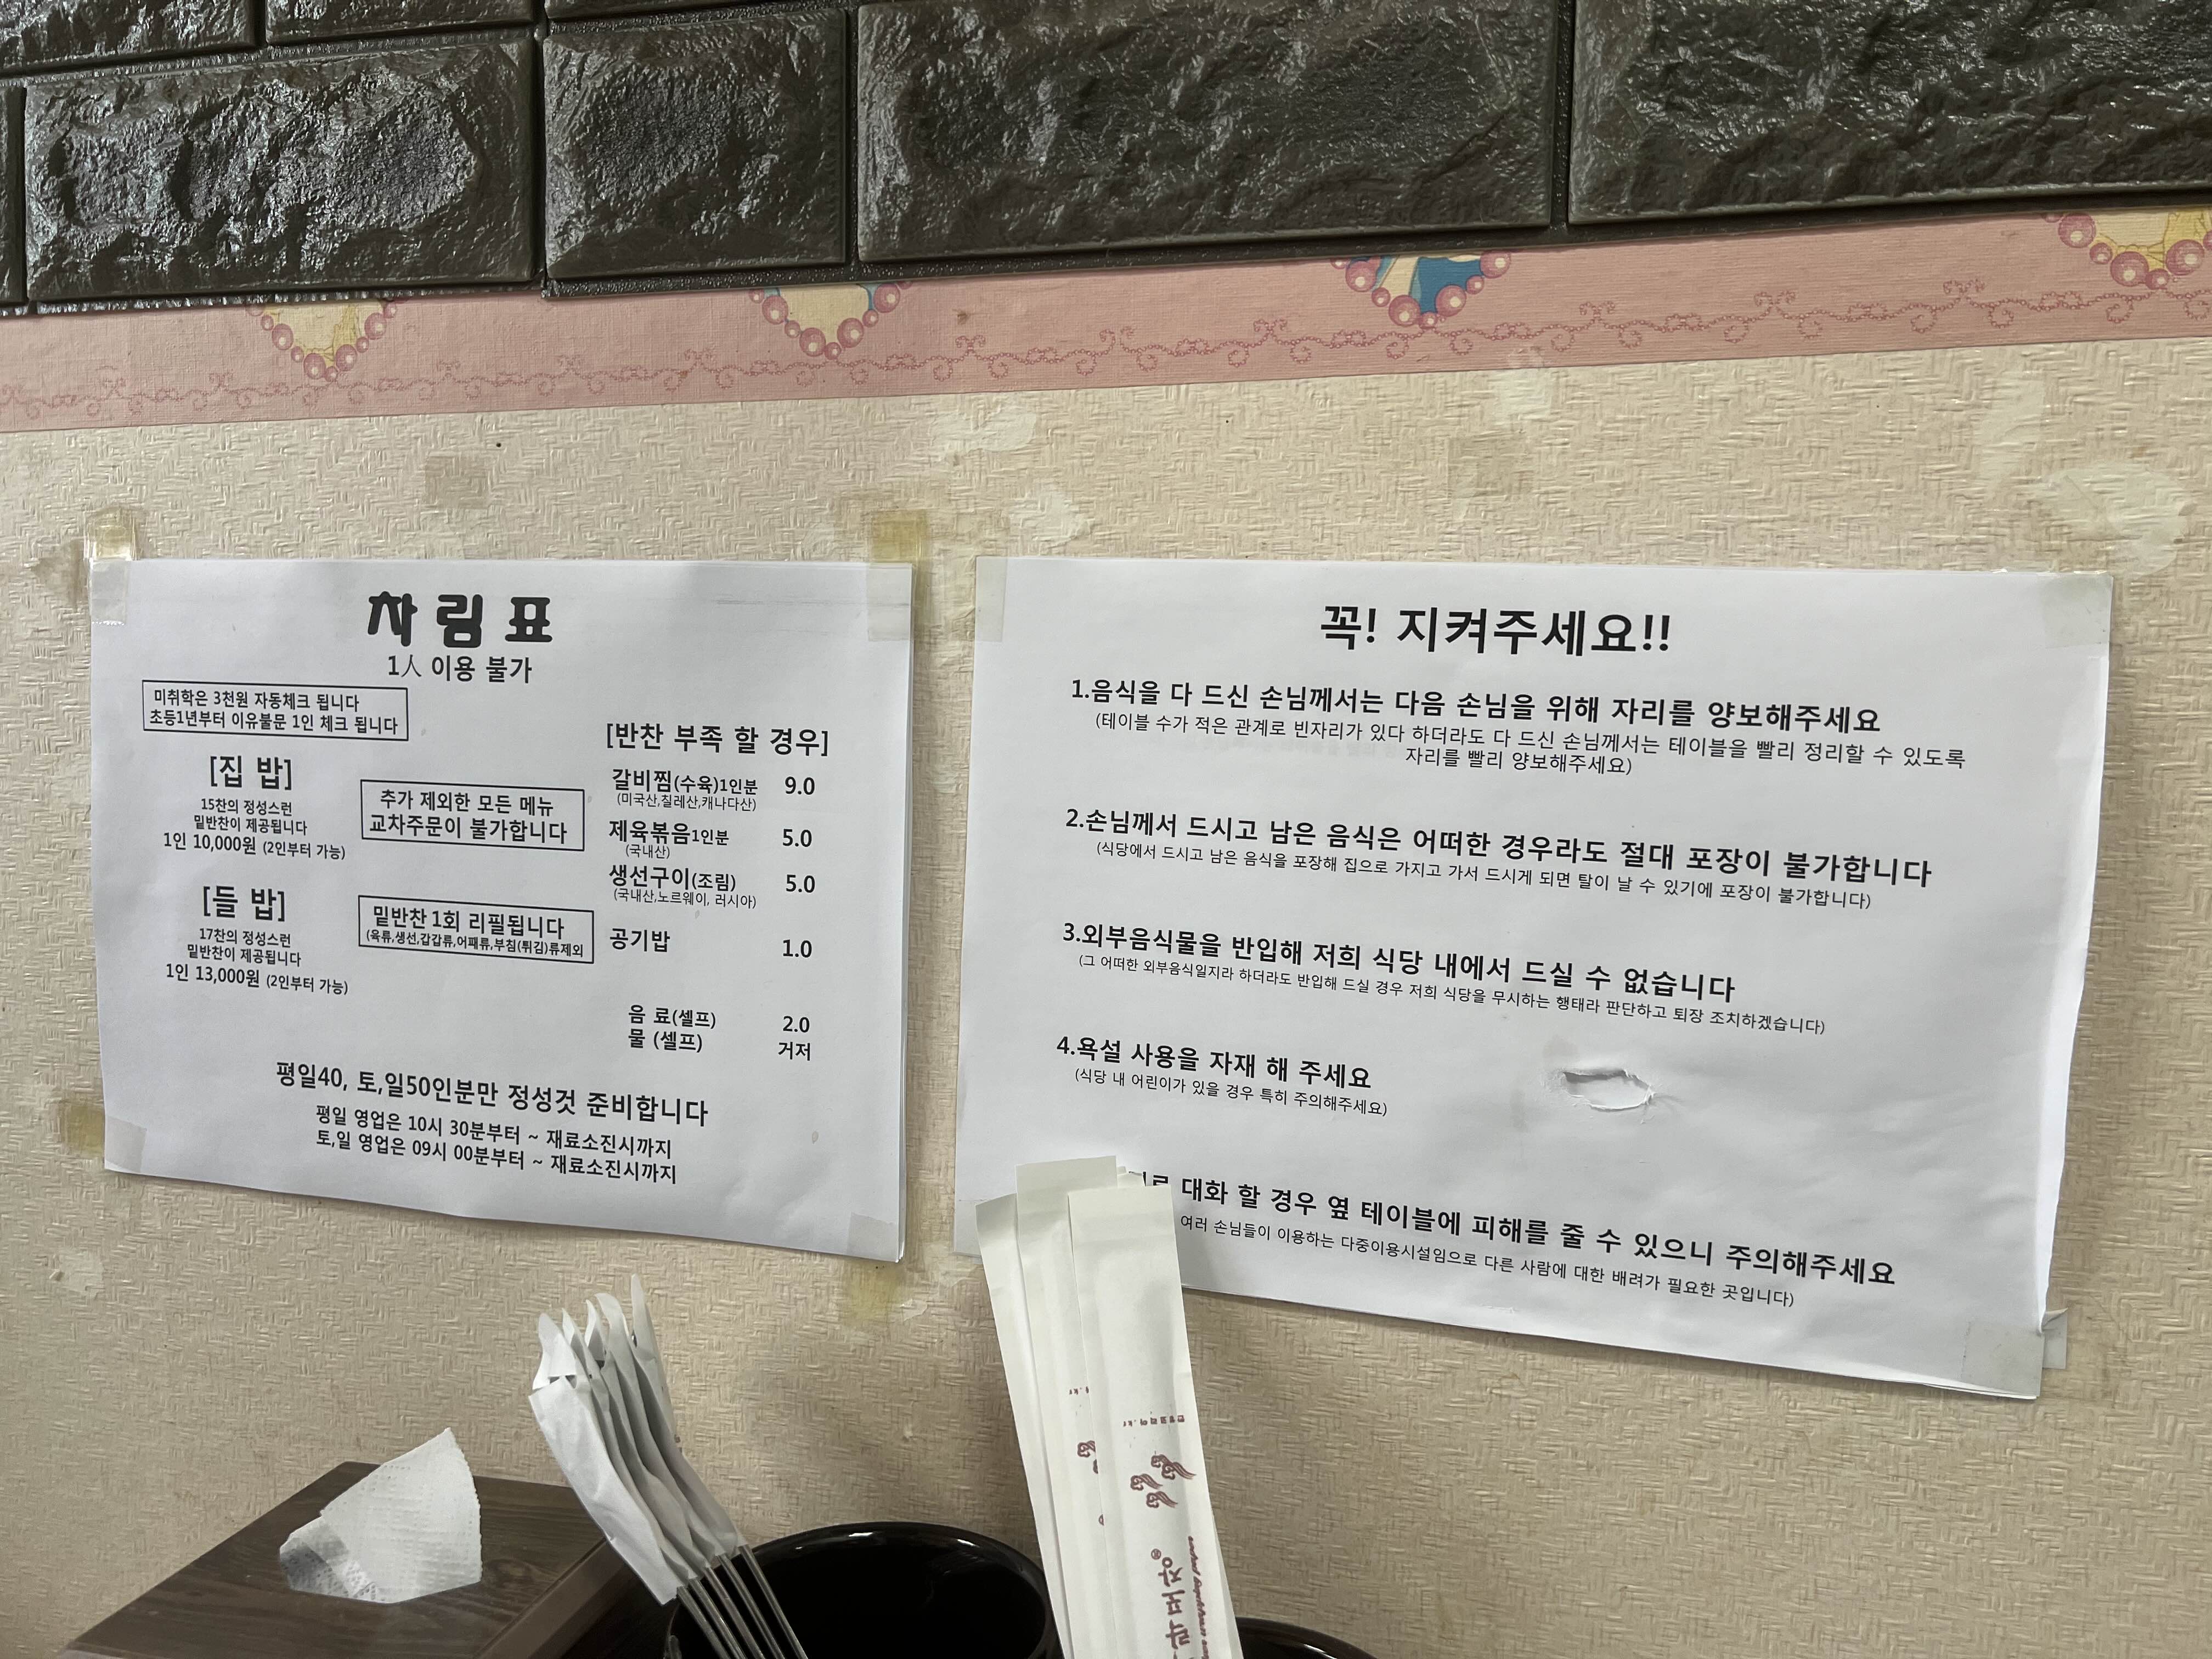 차림표
1人 이용 불가
미취학은 3천원 자동체크 됩니다
초등1년부터 이유불문 1인 체크 됩니다
[집 밥]
15찬의 정성스런
밑반찬이 제공됩니다
1인 10,000원 (2인부터 가능)
[들 밥]
17찬의 정성스런
밑반찬이 제공됩니다
1인 13,000원 (2인부터 가능)
추가 제외한 모든 메뉴
교차주문이 불가합니다
밑반찬 1회 리필됩니다
(육류,생선,갑갑류,어패류,부침(튀김)류제외
[반찬 부족 할 경우]
갈비찜(수육)1인분 9.0
(미국산,칠레산,캐나다산)
제육볶음1인분 5.0
(국내산)
생선구이(조림) 5.0
(국내산,노르웨이, 러시아)
공기밥 1.0
음 료(셀프) 2.0
물 (셀프) 거저
평일40, 토,일50인분만 정성것 준비합니다
평일 영업은 10시 30분부터 ~ 재료소진시까지
토,일 영업은 09시 00분부터 ~ 재료소진시까지
꼭! 지켜주세요!!
1.음식을 다 드신 손님께서는 다음 손님을 위해 자리를 양보해주세요
(테이블 수가 적은 관계로 빈자리가 있다 하더라도 다 드신 손님께서는 테이블을 빨리 정리할 수 있도록
자리를 빨리 양보해주세요)
2.손님께서 드시고 남은 음식은 어떠한 경우라도 절대 포장이 불가합니다
(식당에서 드시고 남은 음식을 포장해 집으로 가지고 가서 드시게 되면 탈이 날 수 있기에 포장이 불가합니다)
3.외부음식물을 반입해 저희 식당 내에서 드실 수 없습니다
(그 어떠한 외부음식일지라 하더라도 반입해 드실 경우 저희 식당을 무시하는 행태라 판단하고 퇴장 조치하겠습니다)
4.욕설 사용을 자재 해 주세요
(식당 내 어린이가 있을 경우 특히 주의해주세요)
대화 할 경우 옆 테이블에 피해를 줄 수 있으니 주의해주세요
여러 손님들이 이용하는 다중이용시설임으로 다른 사람에 대한 배려가 필요한 곳입니다)